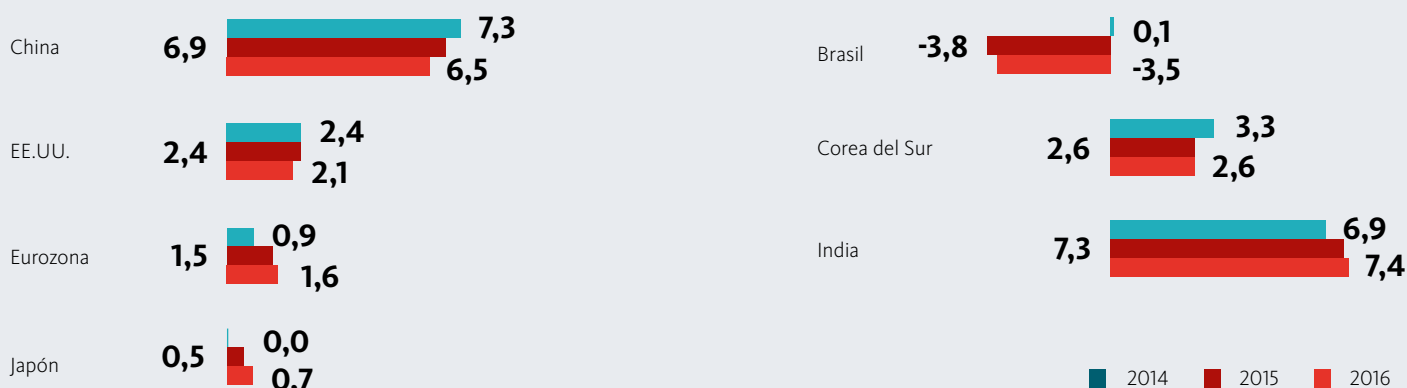 China 6,9 7,3 6,5
EE.UU. 2,4 2,4 2,1
Eurozona 1,5 0,9 1,6
Japón 0,5 0,0 0,7
Brasil -3,8 0,1 -3,5
Corea del Sur 2,6 3,3 2,6
India 7,3 6,9 7,4
2014 2015 2016